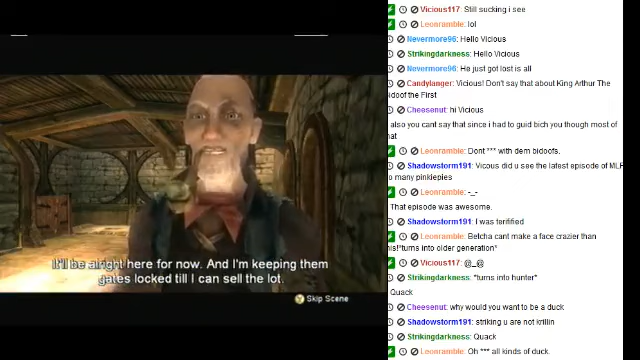 It'll be alright here for now. And I'm keeping them
gates locked till I can sell the lot.
Skip Scene
Vicious117: Still sucking i see
Leonramble: lol
Nevermore96: Hello Vicious
Strikingdarkness: Hello Vicious
Nevermore96: He just got lost is all
Candylanger: Vicious! Don't say that about King Arthur The
idoof the First
Cheesenut: hi Vicious
also you cant say that since i had to guid bich you though most of
hat
Leonramble: Dont *** with dem bidoofs.
Shadowstorm191: Vicous did u see the latest episode of MLP
o many pinkiepies
Leonramble: -_-
That episode was awesome.
Shadowstorm191: I was terifified
Leonramble: Betcha cant make a face crazier than
his!*turns into older generation*
Vicious117: @_@
Strikingdarkness: *turns into hunter*
Quack
Cheesenut: why would you want to be a duck
Shadowstorm191: striking u are not krillin
Strikingdarkness: Quack
Leonramble: Oh *** all kinds of duck.